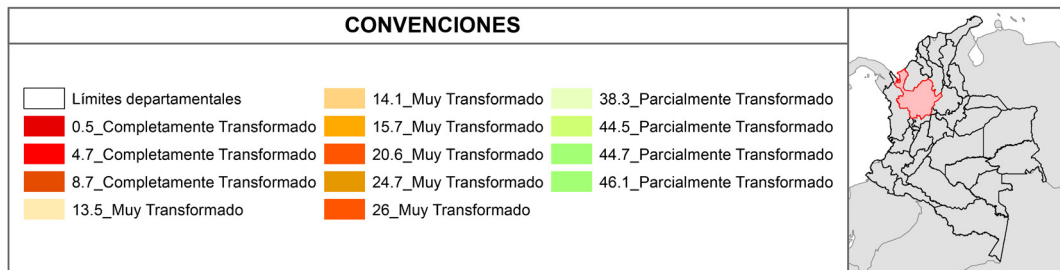 CONVENCIONES
Límites departamentales
0.5_Completamente Transformado
4.7_Completamente Transformado
8.7_Completamente Transformado
13.5_Muy Transformado
14.1_Muy Transformado
15.7_Muy Transformado
20.6_Muy Transformado
24.7_Muy Transformado
26_Muy Transformado
38.3_Parcialmente Transformado
44.5_Parcialmente Transformado
44.7_Parcialmente Transformado
46.1_Parcialmente Transformado